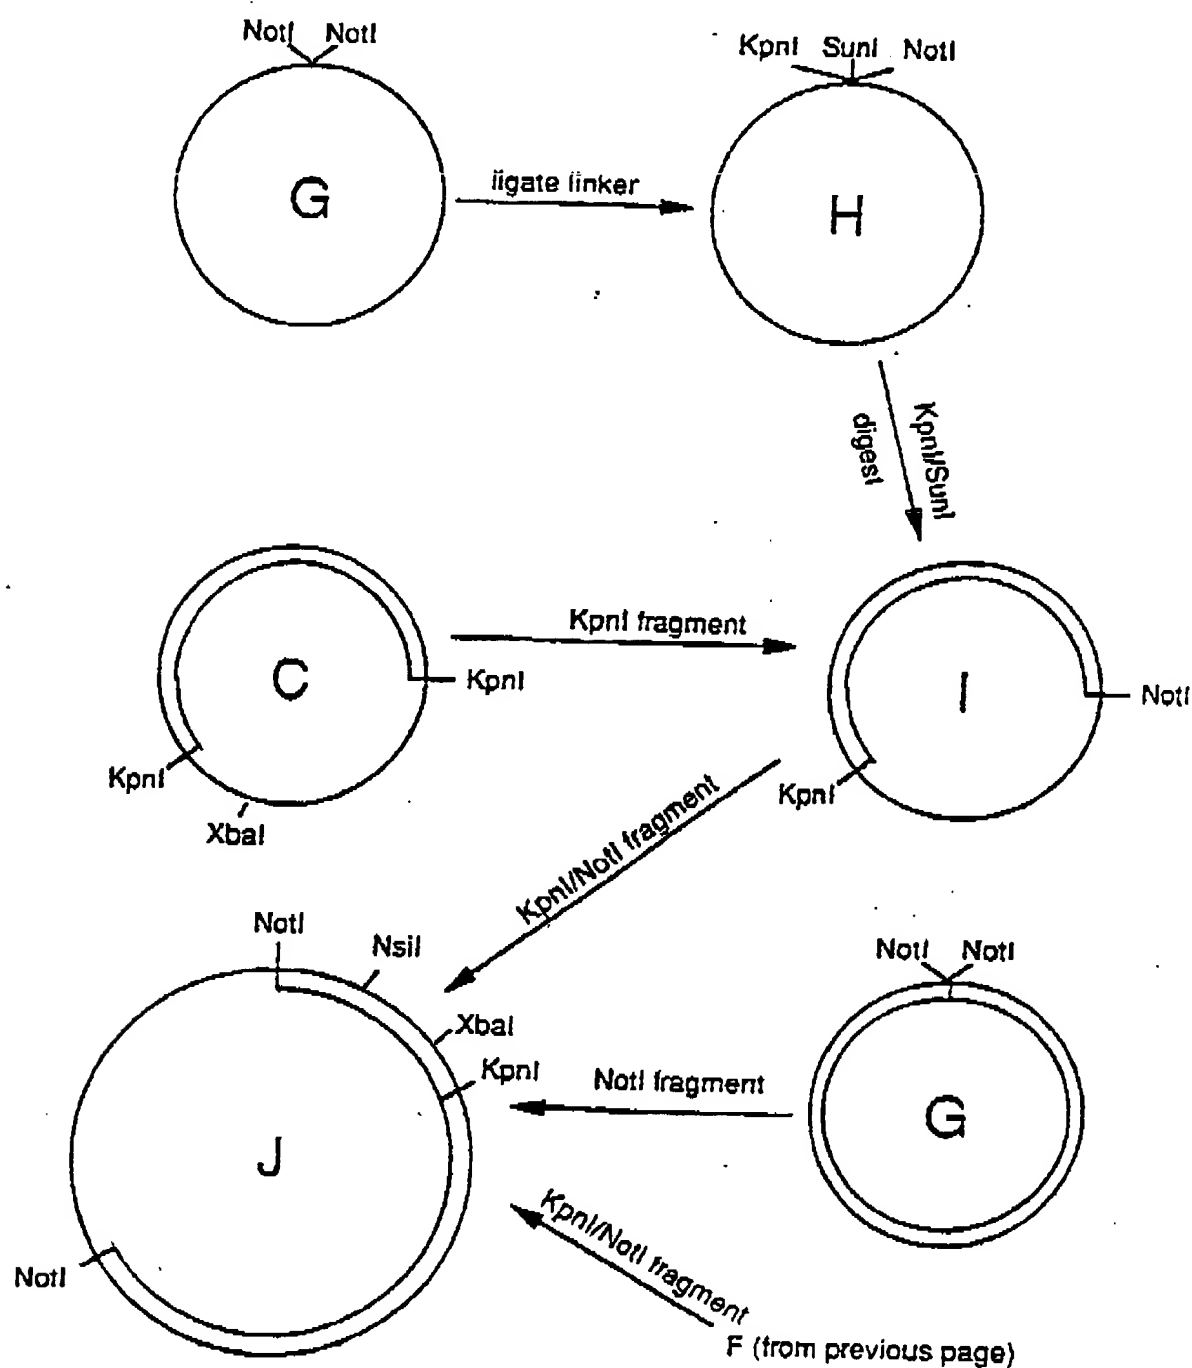 NotI NotI
KpnI SunI NotI
G
ligate linker
H
KpnI/SunI
digest
C
KpnI fragment
KpnI
I
NotI
KpnI
XbaI
KpnI
KpnI/NotI fragment
NotI
NsiI
XbaI
KpnI
NotI NotI
NotI fragment
J
G
KpnI/NotI fragment
NotI
F (from previous page)